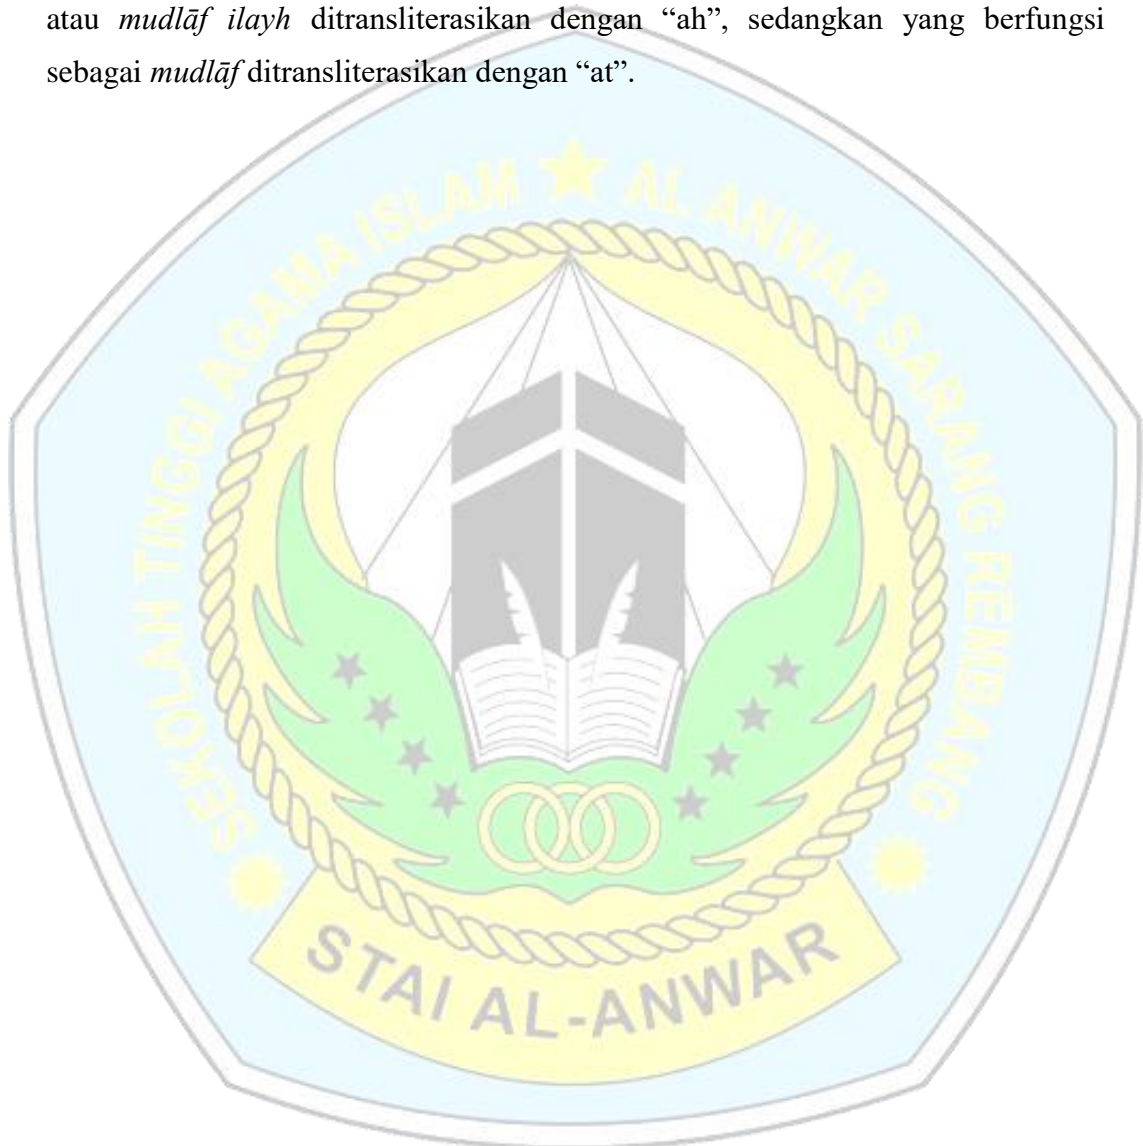 atau mudlāf ilayh ditransliterasikan dengan “ah”, sedangkan yang berfungsi
sebagai mudlāf ditransliterasikan dengan “at”.
SEKOLAH TINGGI AGAMA ISLAM AL ANWAR SARANG REMBANG
STAI AL-ANWAR